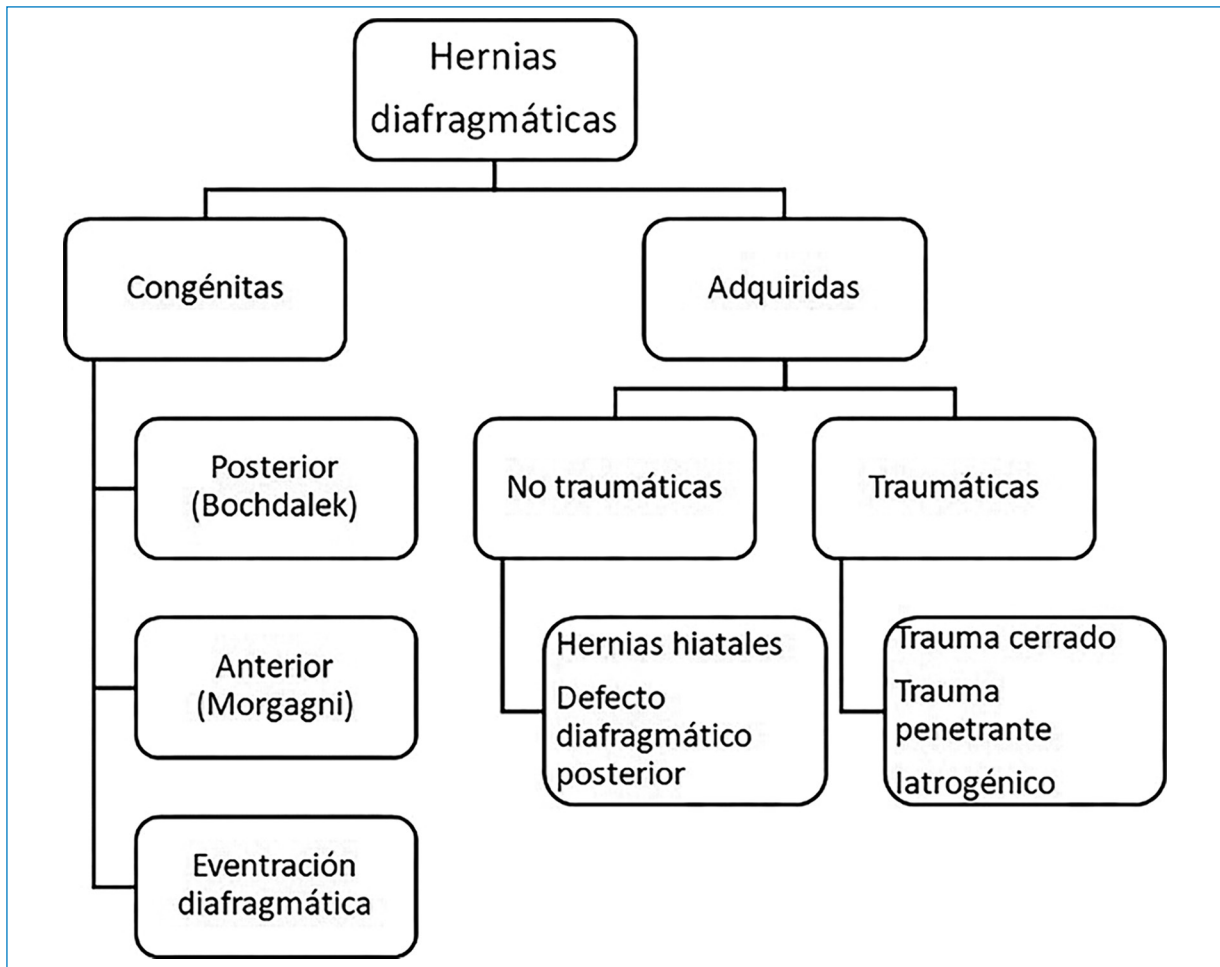 Hernias
diafragmáticas
Congénitas
Adquiridas
Posterior
(Bochdalek)
Anterior
(Morgagni)
Eventración
diafragmática
No traumáticas
Traumáticas
Hernias hiatales
Defecto
diafragmático
posterior
Trauma cerrado
Trauma
penetrante
Iatrogénico